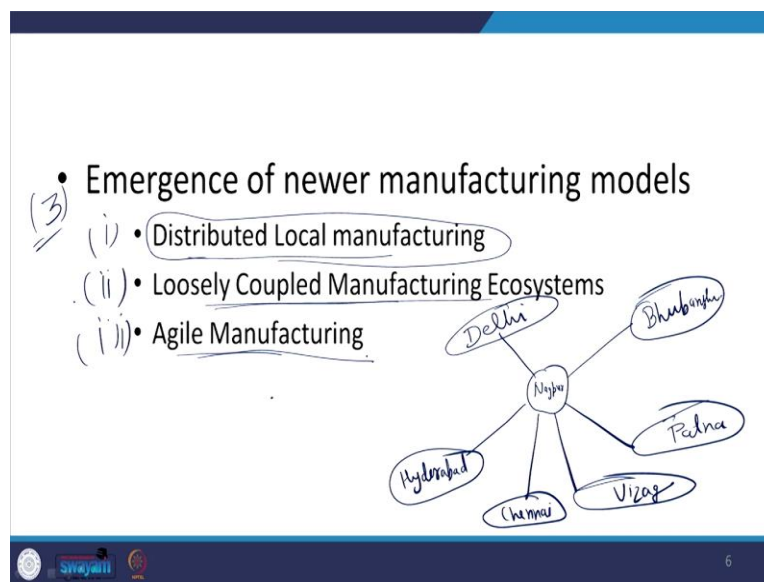 • Emergence of newer manufacturing models
(3)
(i) • Distributed Local manufacturing
(ii) • Loosely Coupled Manufacturing Ecosystems
(iii) • Agile Manufacturing
Delhi
Nagpur
Patna
Hyderabad
Chennai
Vizag
swayam
6